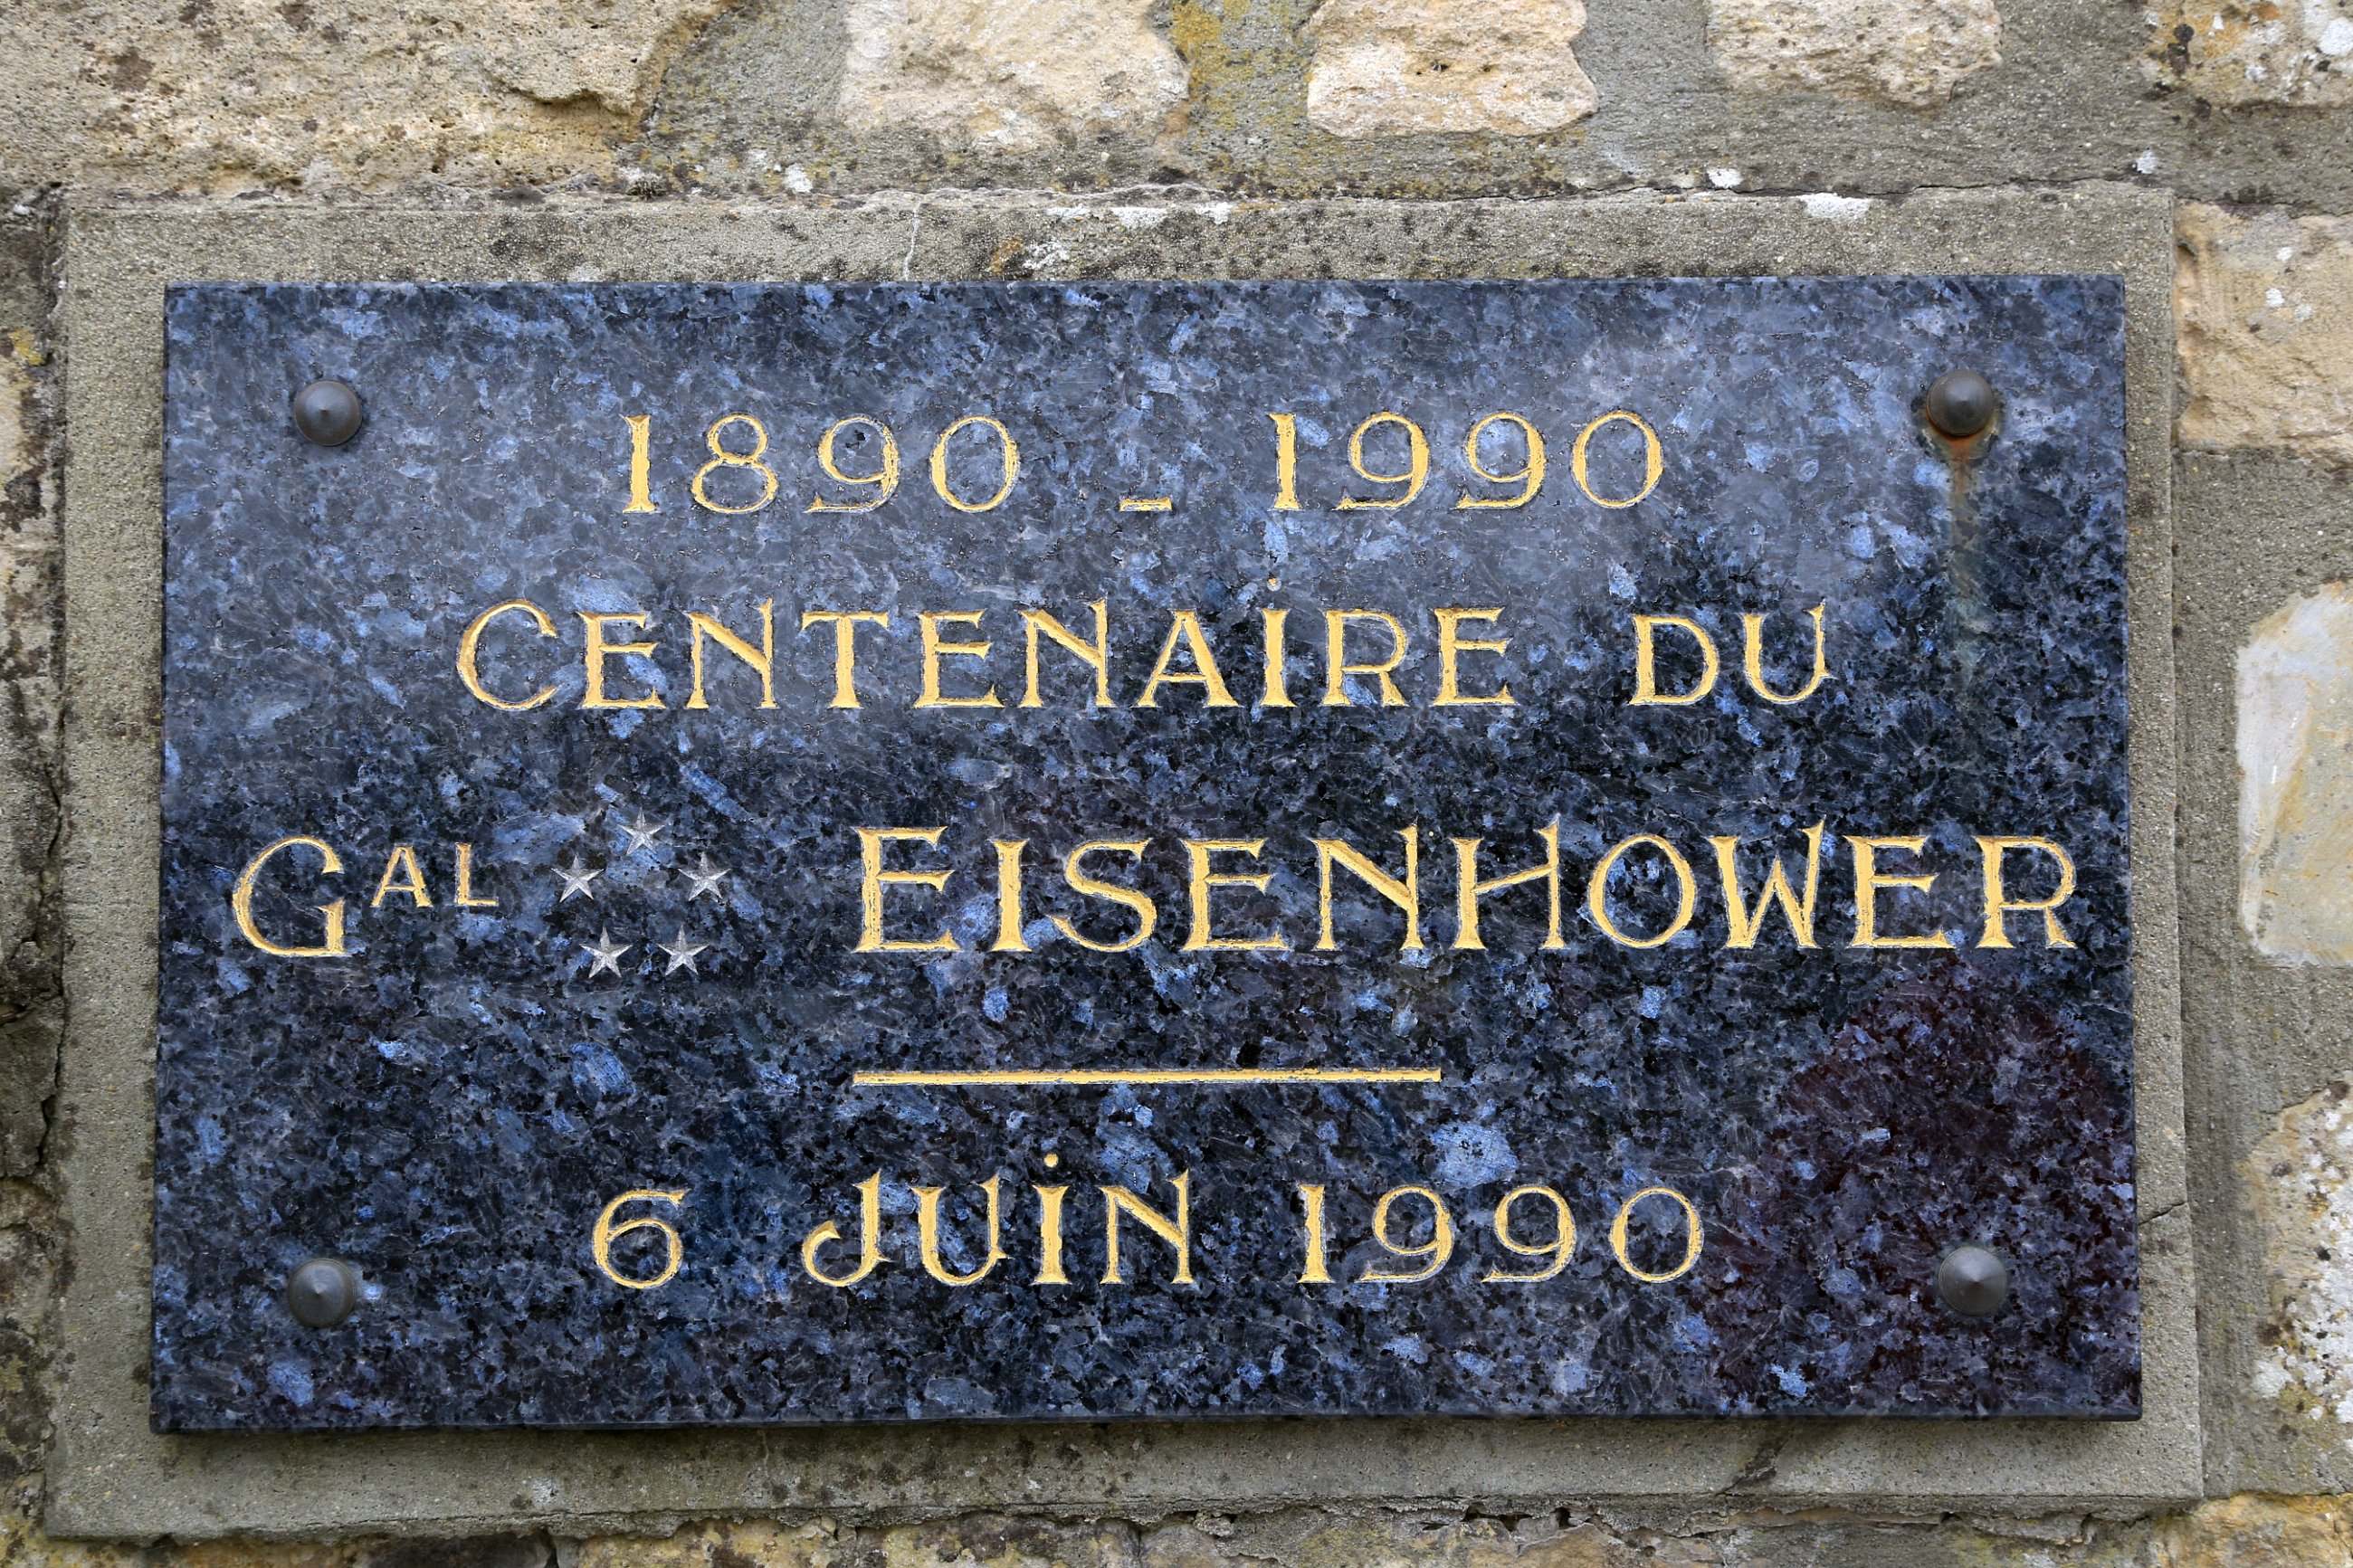 1890 - 1990
CENTENAIRE DU
GAL EISENHOWER
6 JUIN 1990